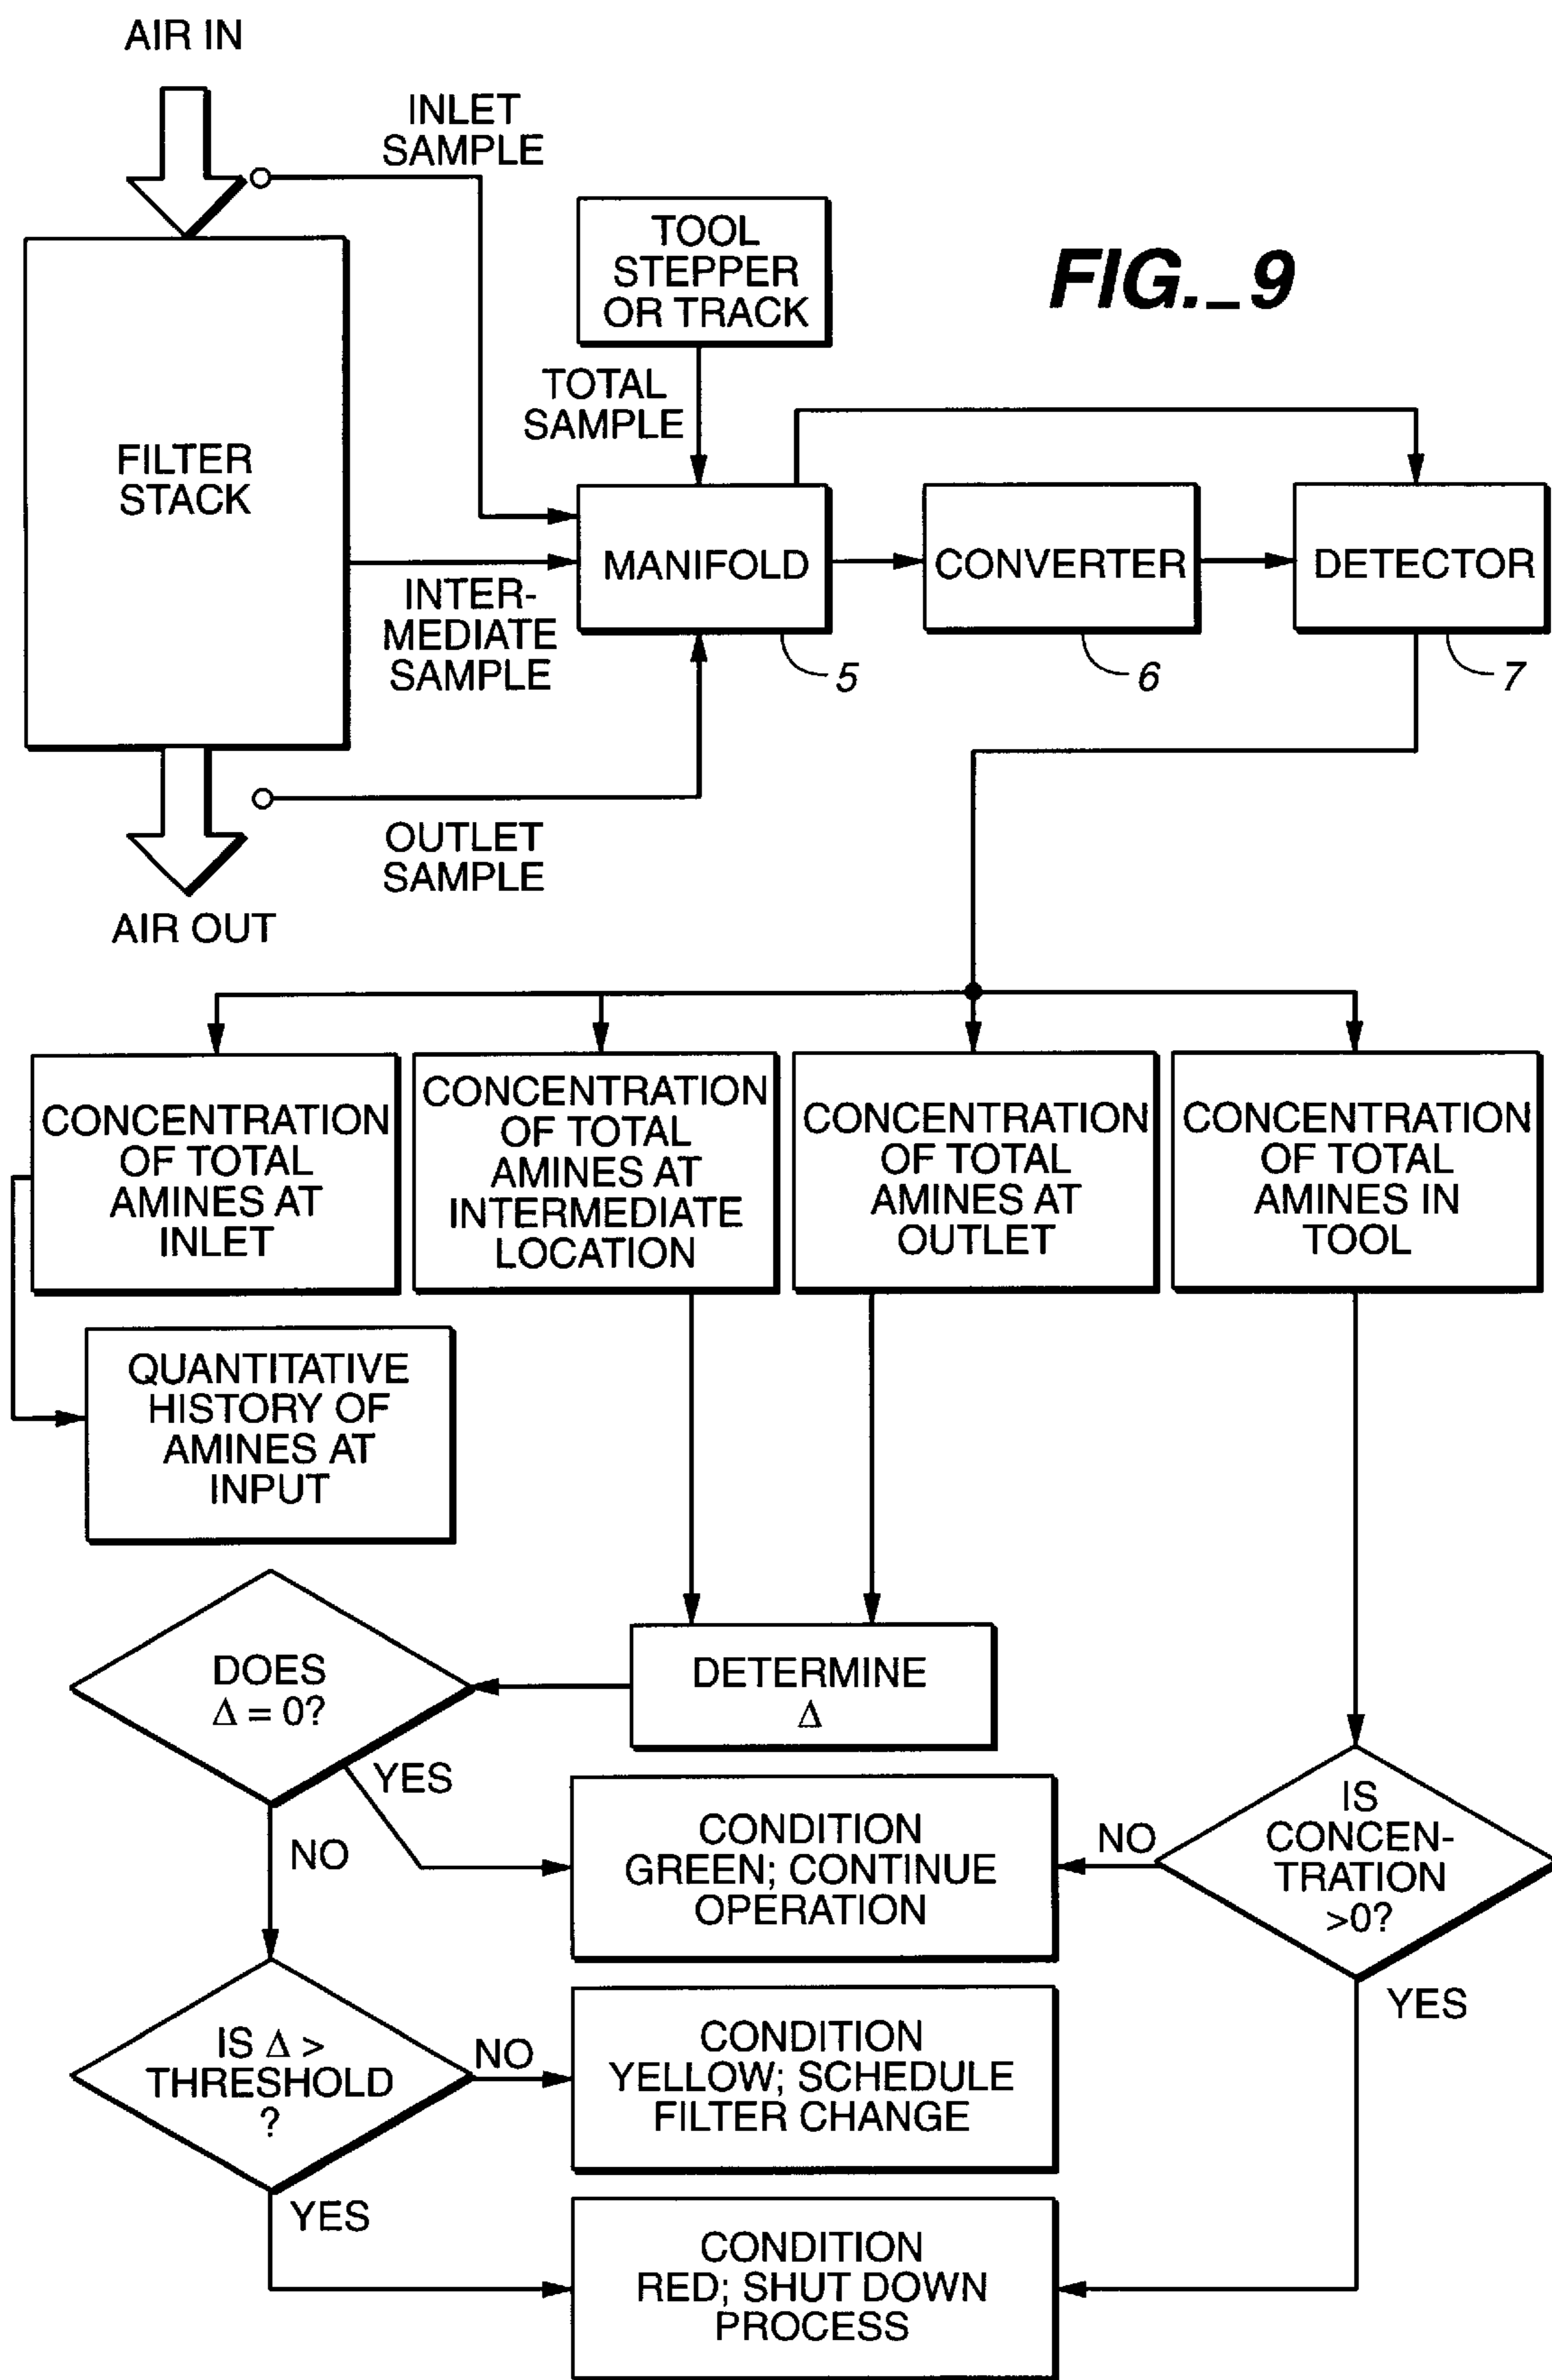 AIR IN
INLET
SAMPLE
TOOL
STEPPER
OR TRACK
FIG._9
TOTAL
SAMPLE
FILTER
STACK
MANIFOLD
CONVERTER
DETECTOR
INTER-
MEDIATE
SAMPLE
5
6
7
OUTLET
SAMPLE
AIR OUT
CONCENTRATION
OF TOTAL
AMINES AT
INLET
CONCENTRATION
OF TOTAL
AMINES AT
INTERMEDIATE
LOCATION
CONCENTRATION
OF TOTAL
AMINES AT
OUTLET
CONCENTRATION
OF TOTAL
AMINES IN
TOOL
QUANTITATIVE
HISTORY OF
AMINES AT
INPUT
DOES
Δ = 0?
DETERMINE
Δ
YES
NO
CONDITION
GREEN; CONTINUE
OPERATION
NO
IS
CONCEN-
TRATION
>0?
YES
IS Δ >
THRESHOLD
?
NO
CONDITION
YELLOW; SCHEDULE
FILTER CHANGE
YES
CONDITION
RED; SHUT DOWN
PROCESS